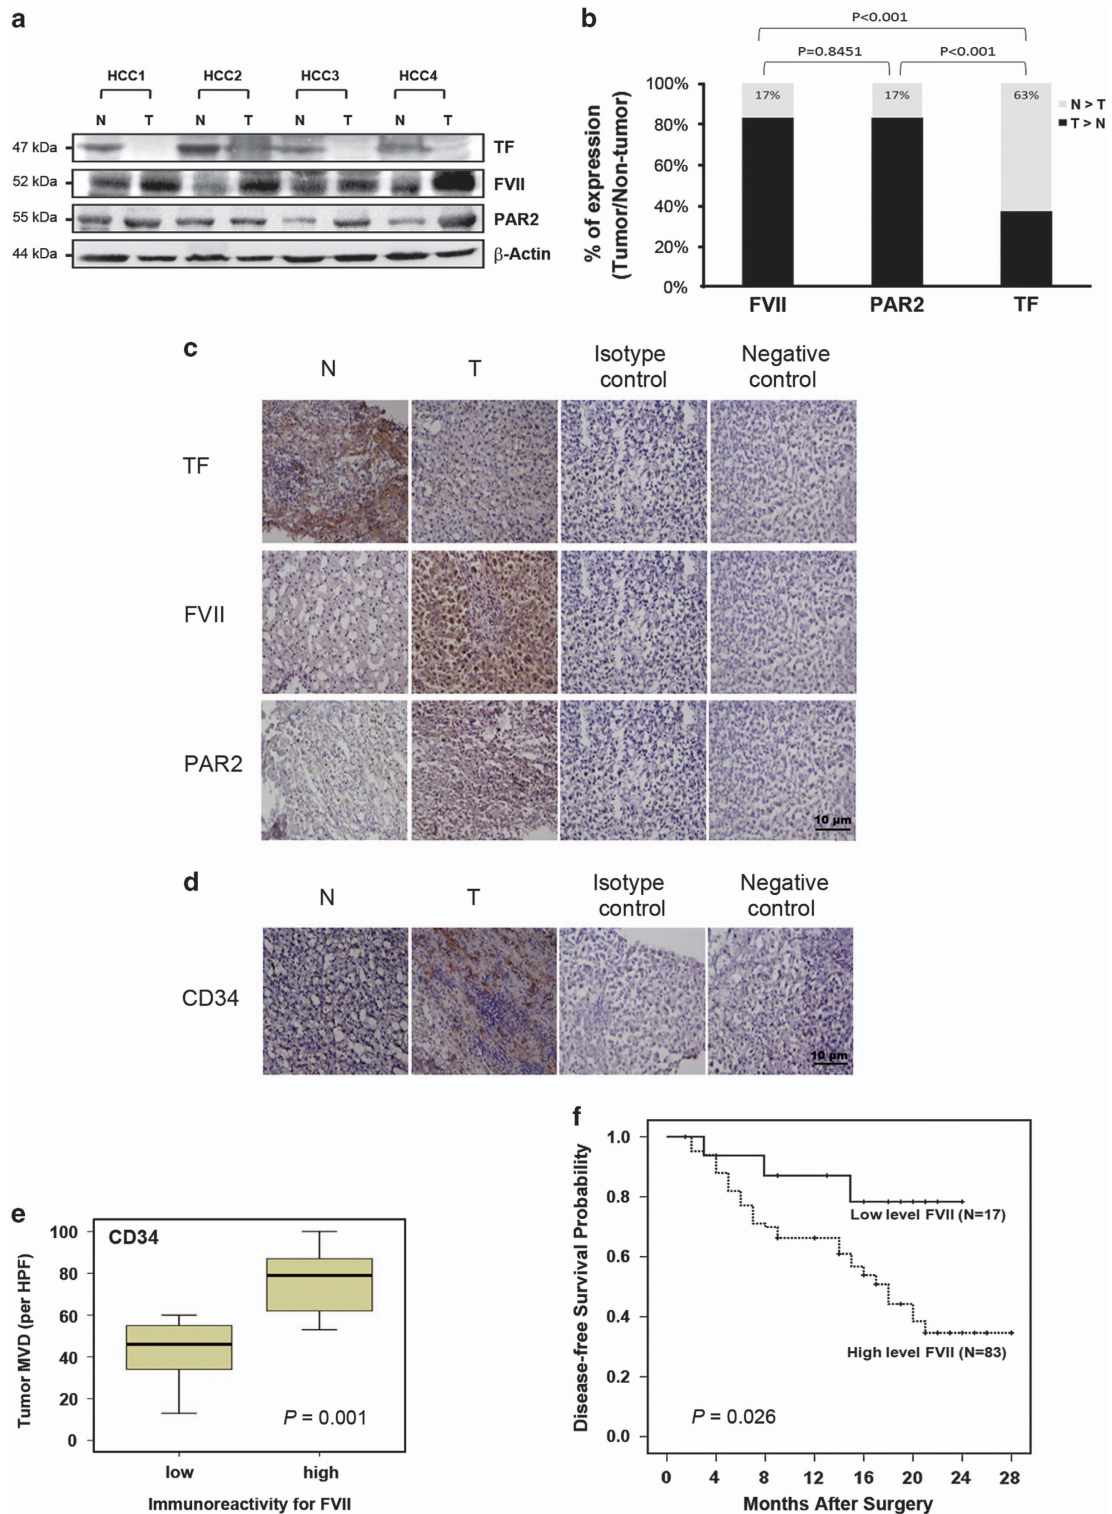 a
HCC1 HCC2 HCC3 HCC4
N T N T N T N T
47 kDa TF
52 kDa FVII
55 kDa PAR2
44 kDa β-Actin
b
P<0.001
P=0.8451 P<0.001
100%
80%
60%
40%
20%
0%
% of expression
(Tumor/Non-tumor)
17% 17% 63%
N > T
T > N
FVII PAR2 TF
c
N T Isotype control Negative control
TF
FVII
PAR2
10 µm
d
N T Isotype control Negative control
CD34
10 µm
e
CD34
100
80
60
40
20
0
Tumor MVD (per HPF)
P = 0.001
low high
Immunoreactivity for FVII
f
1.0
0.8
0.6
0.4
0.2
0.0
Disease-free Survival Probability
Low level FVII (N=17)
High level FVII (N=83)
P = 0.026
0 4 8 12 16 20 24 28
Months After Surgery